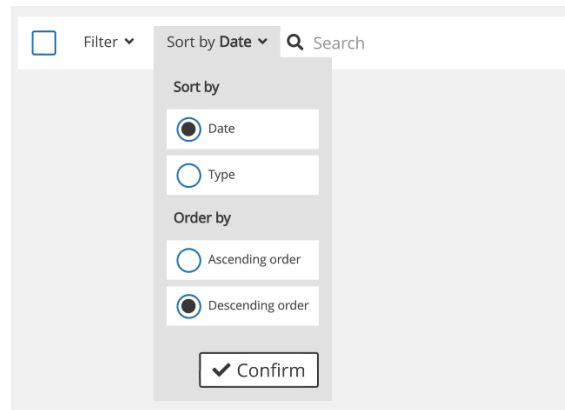 Filter Sort by Date Search
Sort by
Date
Type
Order by
Ascending order
Descending order
Confirm